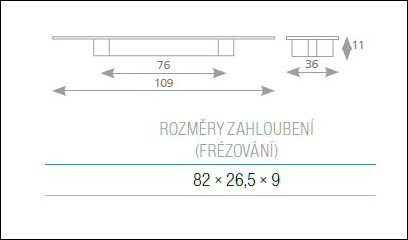 11
76
36
109
ROZMĚRY ZAHLOUBENÍ
(FRÉZOVÁNÍ)
82 × 26,5 × 9